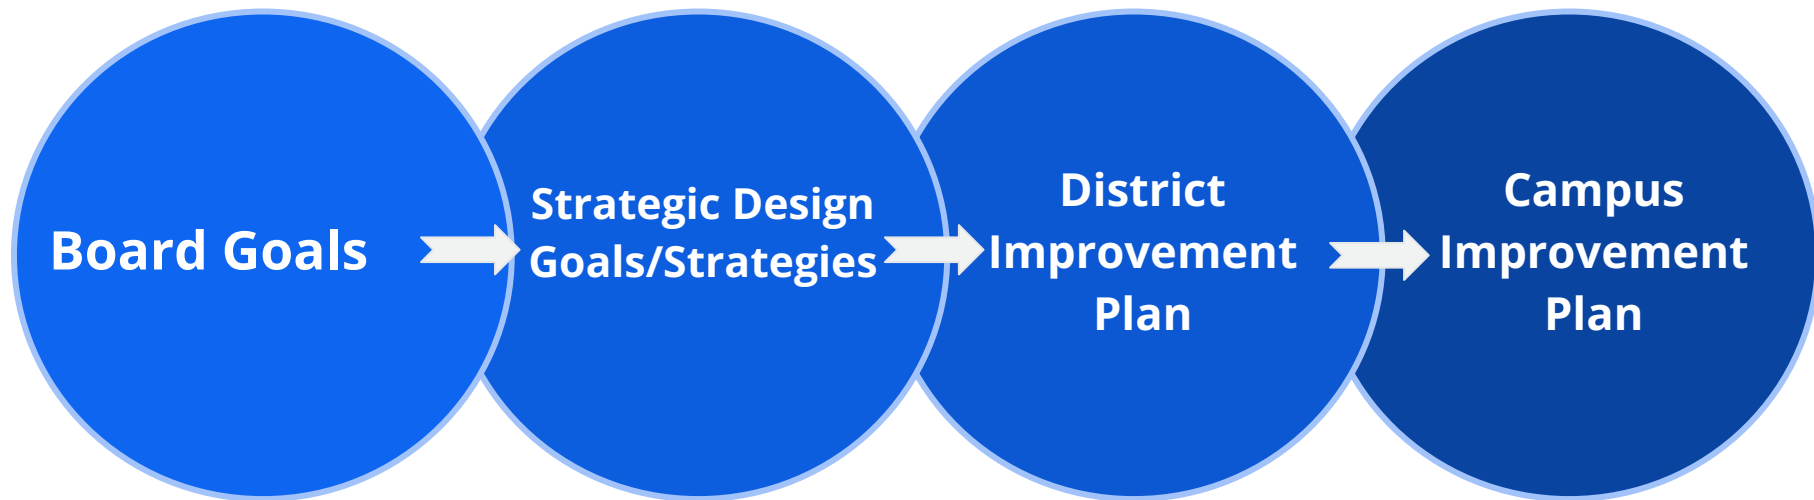 Board Goals
Strategic Design
Goals/Strategies
District
Improvement
Plan
Campus
Improvement
Plan